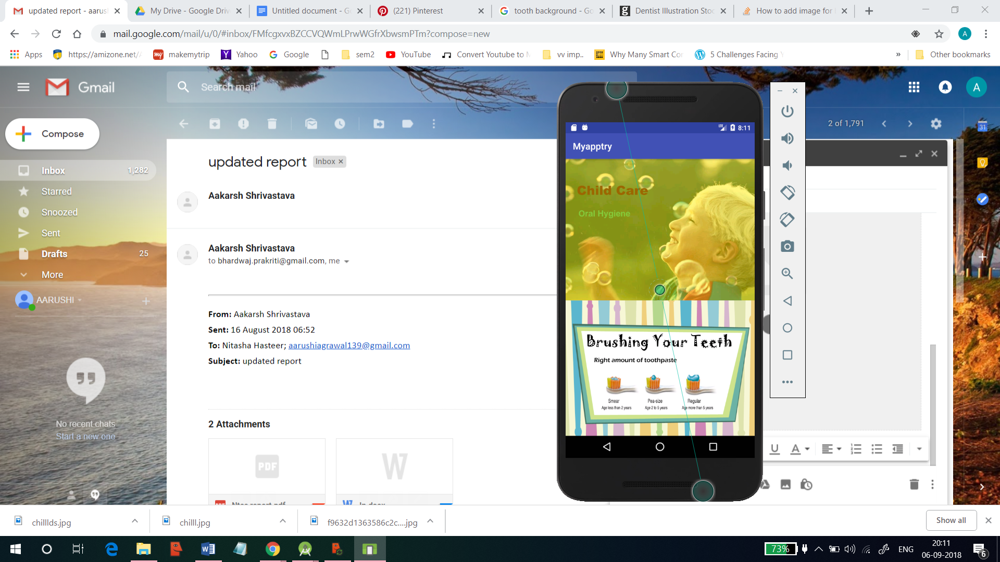 updated report - aarus
My Drive - Google Driv
Untitled document - G
(221) Pinterest
tooth background - Go
Dentist Illustration Stoc
How to add image for
mail.google.com/mail/u/0/#inbox/FMfcgxvxBZCCVQWmLPrwWGfrXbwsmPTm?compose=new
A
Apps
https://amizone.net/
makemytrip
Yahoo
Google
sem2
YouTube
Convert Youtube to
vv imp..
Why Many Smart Cor
5 Challenges Facing
»
Other bookmarks
Gmail
Search mail
A
Compose
2 of 1,791
31
Inbox 1,282
Starred
Snoozed
Sent
Drafts 25
More
AARUSHI
No recent chats
Start a new one
updated report
Inbox ×
Aakarsh Shrivastava
Aakarsh Shrivastava
to bhardwaj.prakriti@gmail.com, me
From: Aakarsh Shrivastava
Sent: 16 August 2018 06:52
To: Nitasha Hasteer; aarushiagrawal139@gmail.com
Subject: updated report
2 Attachments
PDF
W
LTE 8:11
Myapptry
Child Care
Oral Hygiene
Brushing Your Teeth
Right amount of toothpaste
Smear
Age less than 2 years
Pea-size
Age 2 to 5 years
Regular
Age more than 5 years
U A
chilllds.jpg
chilll.jpg
f9632d1363586c2c....jpg
Show all
73%
ENG
20:11
06-09-2018
6